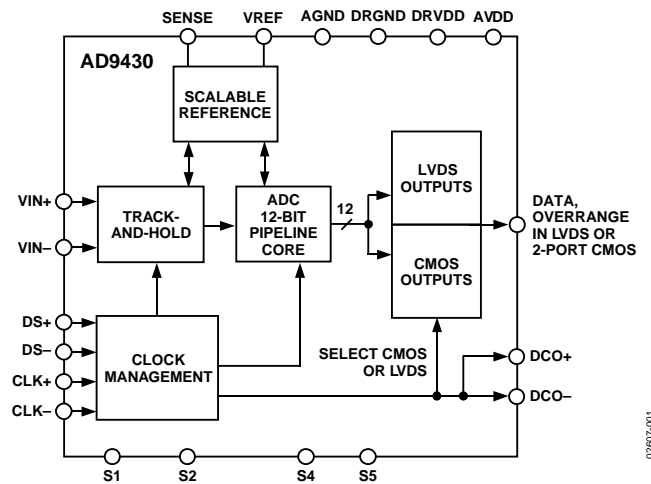 SENSE VREF AGND DRGND DRVDD AVDD
AD9430
SCALABLE
REFERENCE
VIN+
VIN–
TRACK-
AND-HOLD
ADC
12-BIT
PIPELINE
CORE
12
LVDS
OUTPUTS
CMOS
OUTPUTS
DATA,
OVERRANGE
IN LVDS OR
2-PORT CMOS
DS+
DS–
CLK+
CLK–
CLOCK
MANAGEMENT
SELECT CMOS
OR LVDS
DCO+
DCO–
S1 S2 S4 S5
02607-001